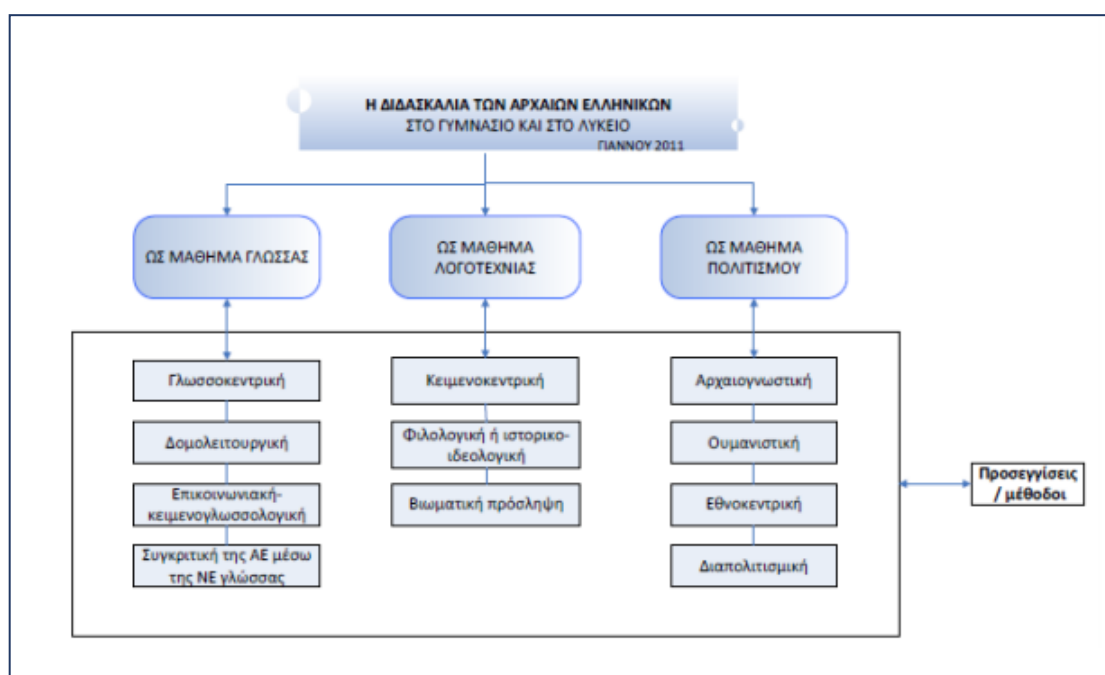 Η ΔΙΔΑΣΚΑΛΙΑ ΤΩΝ ΑΡΧΑΙΩΝ ΕΛΛΗΝΙΚΩΝ
ΣΤΟ ΓΥΜΝΑΣΙΟ ΚΑΙ ΣΤΟ ΛΥΚΕΙΟ
ΓΙΑΝΝΟΥ 2011
ΩΣ ΜΑΘΗΜΑ ΓΛΩΣΣΑΣ
ΩΣ ΜΑΘΗΜΑ
ΛΟΓΟΤΕΧΝΙΑΣ
ΩΣ ΜΑΘΗΜΑ
ΠΟΛΙΤΙΣΜΟΥ
Γλωσσοκεντρική
Δομολειτουργική
Επικοινωνιακή-
κειμενογλωσσολογική
Συγκριτική της ΑΕ μέσω
της ΝΕ γλώσσας
Κειμενοκεντρική
Φιλολογική ή ιστορικο-
ιδεολογική
Βιωματική πρόσληψη
Αρχαιογνωστική
Ουμανιστική
Εθνοκεντρική
Διαπολιτισμική
Προσεγγίσεις
/ μέθοδοι